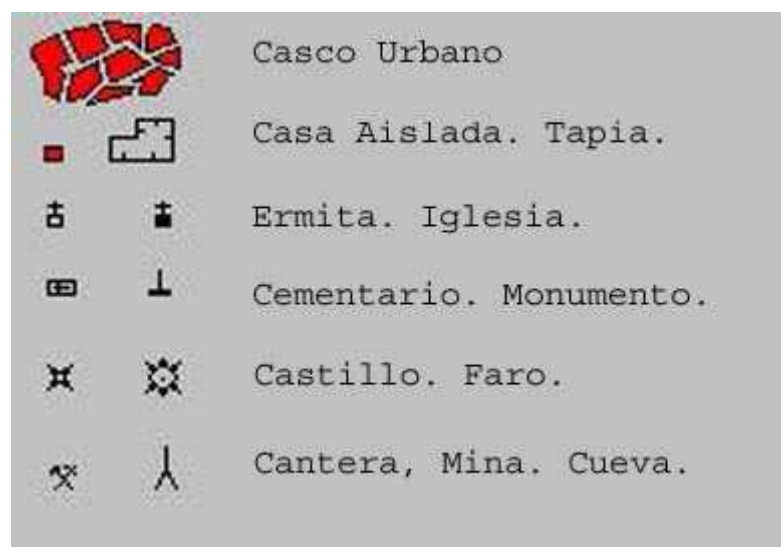 Casco Urbano
Casa Aislada. Tapia.
Ermita. Iglesia.
Cementario. Monumento.
Castillo. Faro.
Cantera, Mina. Cueva.